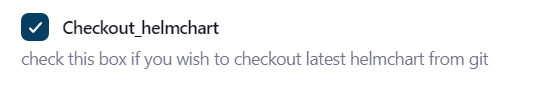 Checkout_helmchart
check this box if you wish to checkout latest helmchart from git